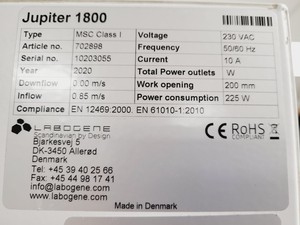 Jupiter 1800
Type MSC Class I Voltage 230 VAC
Article no. 702898 Frequency 50/60 Hz
Serial no. 10203055 Current 10 A
Year 2020 Total Power outlets W
Downflow 0.00 m/s Work opening 200 mm
Inflow 0.65 m/s Power consumption 225 W
Compliance EN 12469:2000. EN 61010-1:2010
LABOGENE
Scandinavian by Design
Bjarkesvej 5
DK-3450 Allerød
Denmark
CE RoHS
COMPLIANT
Tel +45 39 40 25 66
Fax +45 44 98 17 41
info@labogene.com
www.labogene.com
Made in Denmark